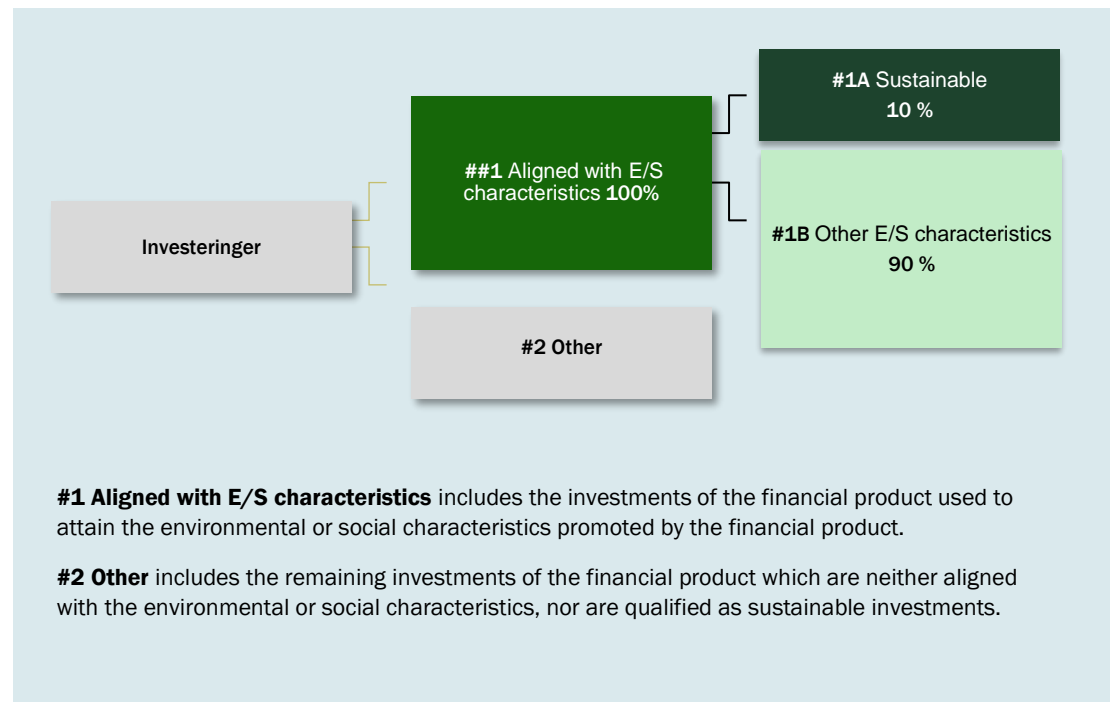 Investeringer
##1 Aligned with E/S
characteristics 100%
#2 Other
#1A Sustainable
10 %
#1B Other E/S characteristics
90 %
#1 Aligned with E/S characteristics includes the investments of the financial product used to
attain the environmental or social characteristics promoted by the financial product.
#2 Other includes the remaining investments of the financial product which are neither aligned
with the environmental or social characteristics, nor are qualified as sustainable investments.